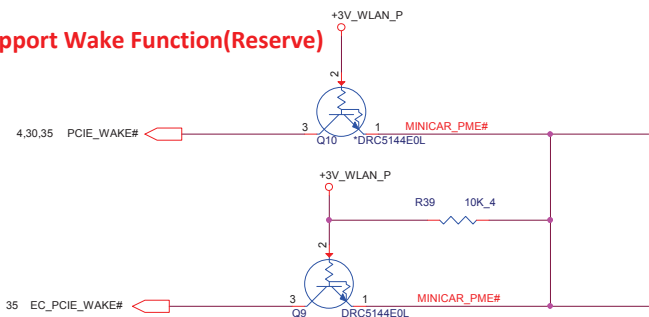 +3V_WLAN_P
pport Wake Function(Reserve)
2
4,30,35 PCIE_WAKE# 3 1 MINICAR_PME#
Q10 *DRC5144E0L
+3V_WLAN_P
R39 10K_4
2
35 EC_PCIE_WAKE# 3 1 MINICAR_PME#
Q9 DRC5144E0L